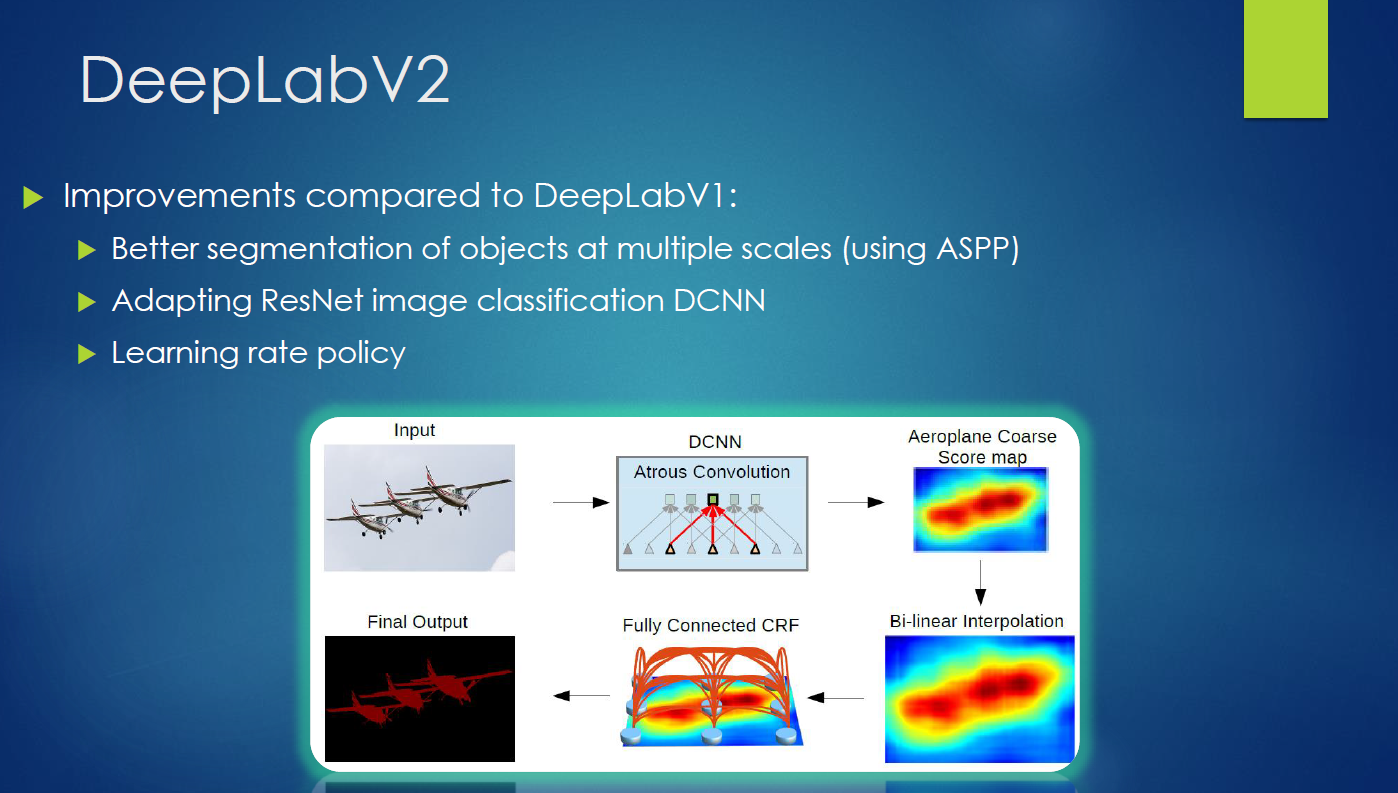 DeepLabV2
Improvements compared to DeepLabV1:
Better segmentation of objects at multiple scales (using ASPP)
Adapting ResNet image classification DCNN
Learning rate policy
Input
DCNN
Atrous Convolution
Aeroplane Coarse
Score map
Final Output
Fully Connected CRF
Bi-linear Interpolation